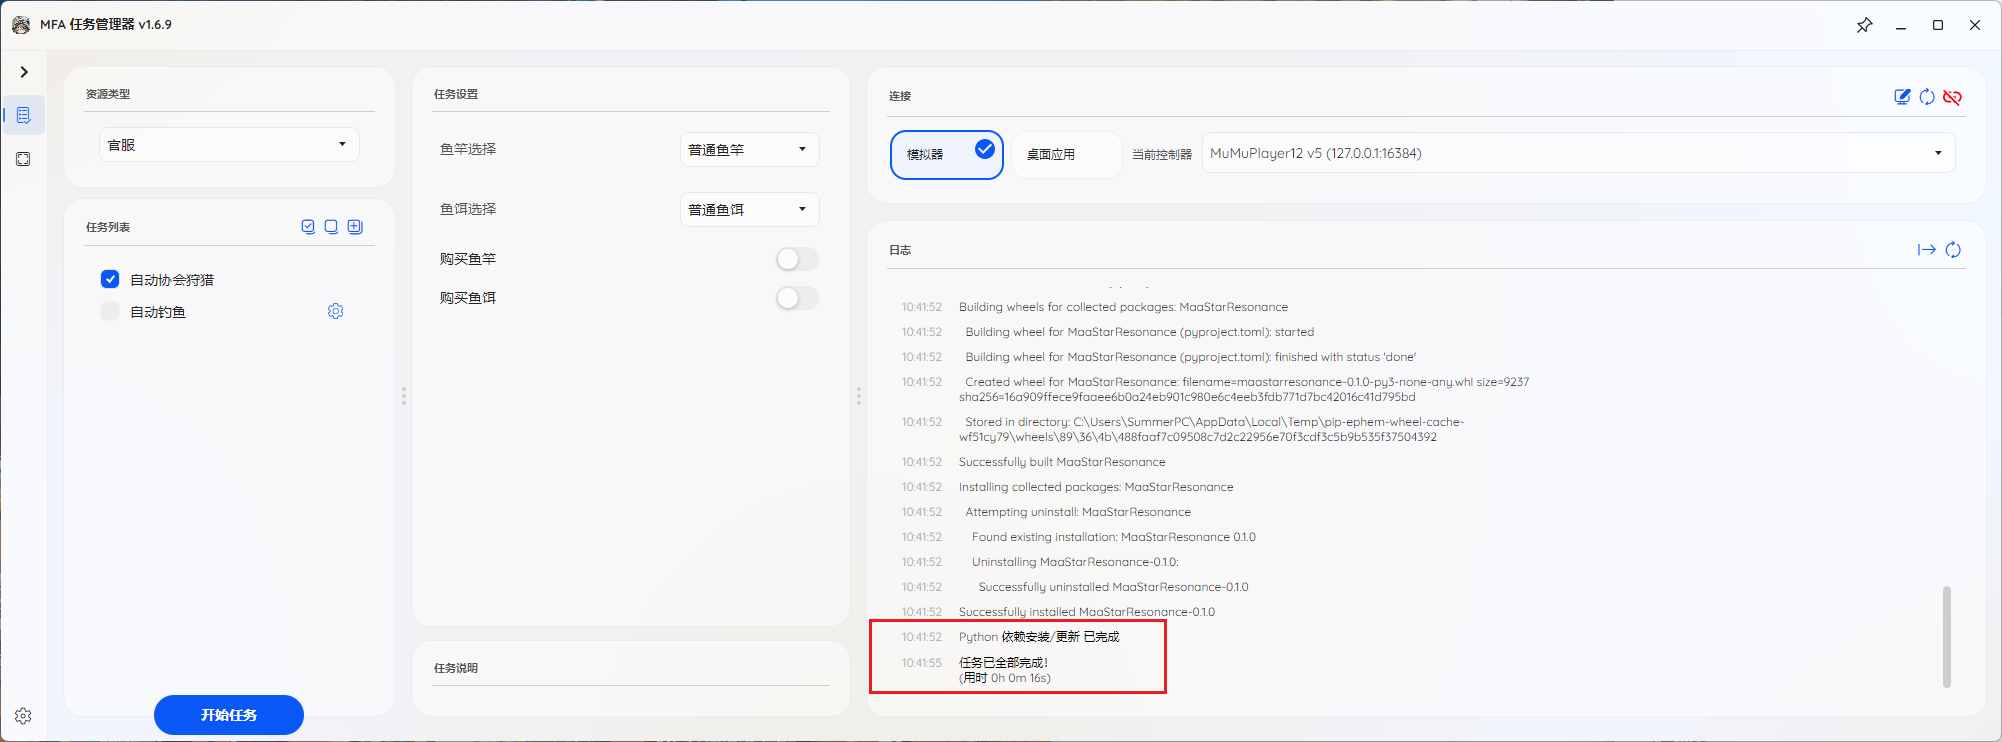 MFA 任务管理器 v1.6.9
资源类型
官服
任务列表
自动协会狩猎
自动钓鱼
开始任务
任务设置
鱼竿选择
普通鱼竿
鱼饵选择
普通鱼饵
购买鱼竿
购买鱼饵
任务说明
连接
模拟器
桌面应用
当前控制器
MuMuPlayer12 v5 (127.0.0.1:16384)
日志
10:41:52 Building wheels for collected packages: MaaStarResonance
10:41:52 Building wheel for MaaStarResonance (pyproject.toml): started
10:41:52 Building wheel for MaaStarResonance (pyproject.toml): finished with status 'done'
10:41:52 Created wheel for MaaStarResonance: filename=maastarresonance-0.1.0-py3-none-any.whl size=9237
sha256=16a909ffece9faaee6b0a24eb901c980e6c4eeb3fdb771d7bc42016c41d795bd
10:41:52 Stored in directory: C:\Users\SummerPC\AppData\Local\Temp\pip-ephem-wheel-cache-
wf51cy79\wheels\89\36\4b\488faaf7c09508c7d2c22956e70f3cdf3c5b9b535f37504392
10:41:52 Successfully built MaaStarResonance
10:41:52 Installing collected packages: MaaStarResonance
10:41:52 Attempting uninstall: MaaStarResonance
10:41:52 Found existing installation: MaaStarResonance 0.1.0
10:41:52 Uninstalling MaaStarResonance-0.1.0:
10:41:52 Successfully uninstalled MaaStarResonance-0.1.0
10:41:52 Successfully installed MaaStarResonance-0.1.0
10:41:52 Python 依赖安装/更新 已完成
10:41:55 任务已全部完成!
(用时 0h 0m 16s)